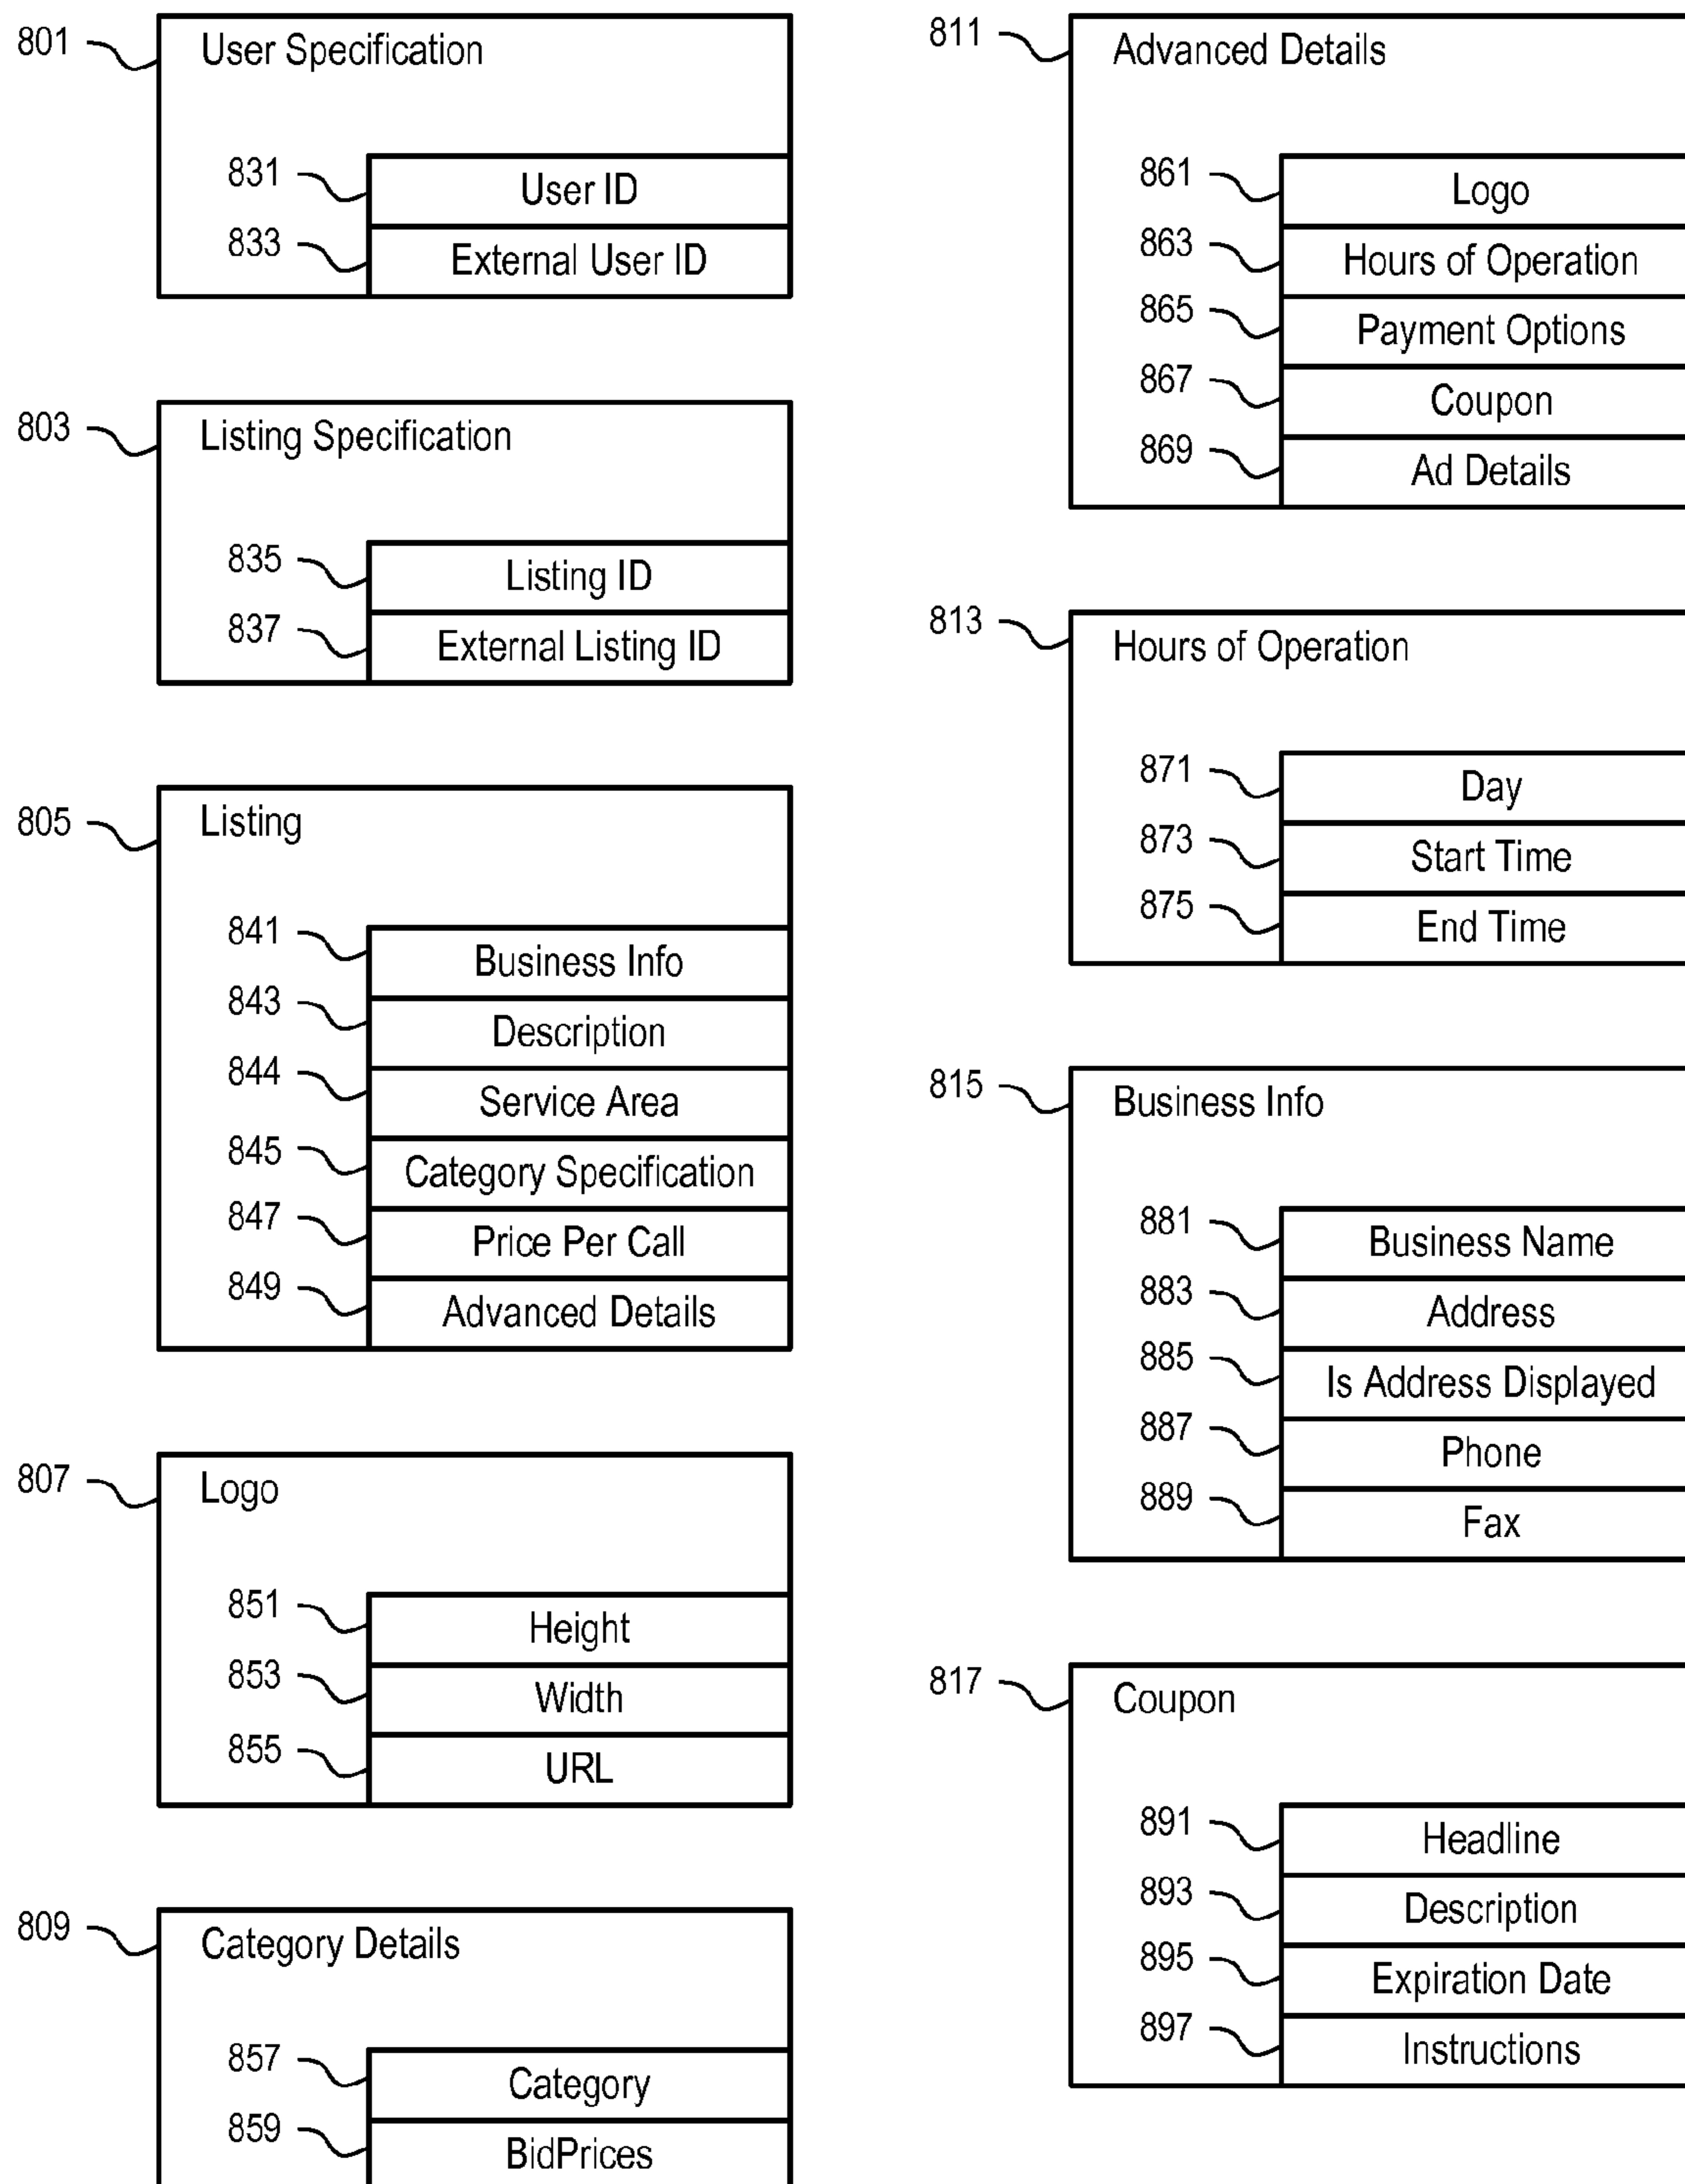 801 User Specification
831 User ID
833 External User ID
803 Listing Specification
835 Listing ID
837 External Listing ID
805 Listing
841 Business Info
843 Description
844 Service Area
845 Category Specification
847 Price Per Call
849 Advanced Details
807 Logo
851 Height
853 Width
855 URL
809 Category Details
857 Category
859 BidPrices
811 Advanced Details
861 Logo
863 Hours of Operation
865 Payment Options
867 Coupon
869 Ad Details
813 Hours of Operation
871 Day
873 Start Time
875 End Time
815 Business Info
881 Business Name
883 Address
885 Is Address Displayed
887 Phone
889 Fax
817 Coupon
891 Headline
893 Description
895 Expiration Date
897 Instructions